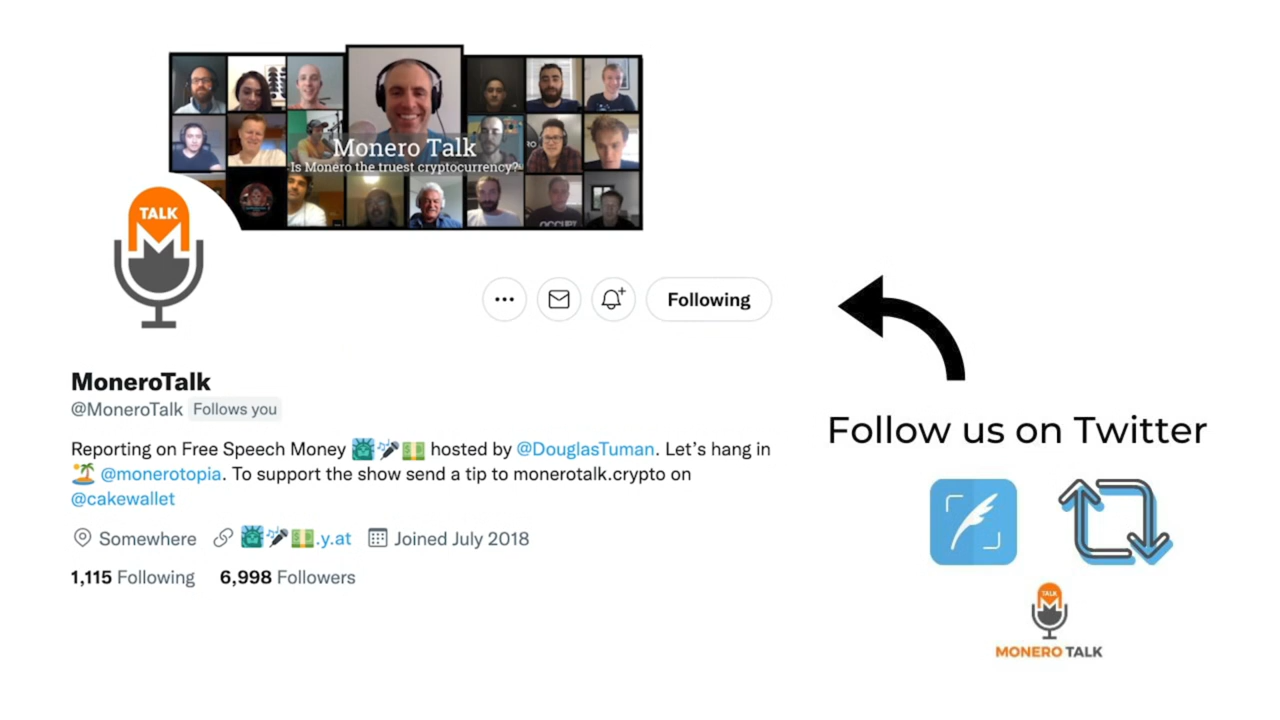 Monero Talk
Is Monero the truest cryptocurrency?
TALK
Following
MoneroTalk
@MoneroTalk Follows you
Reporting on Free Speech Money 🗽🎤💵 hosted by @DouglasTuman. Let’s hang in
🏝️ @monerotopia. To support the show send a tip to monerotalk.crypto on
@cakewallet
Somewhere 🗽🎤💵.y.at Joined July 2018
1,115 Following 6,998 Followers
Follow us on Twitter
TALK
MONERO TALK